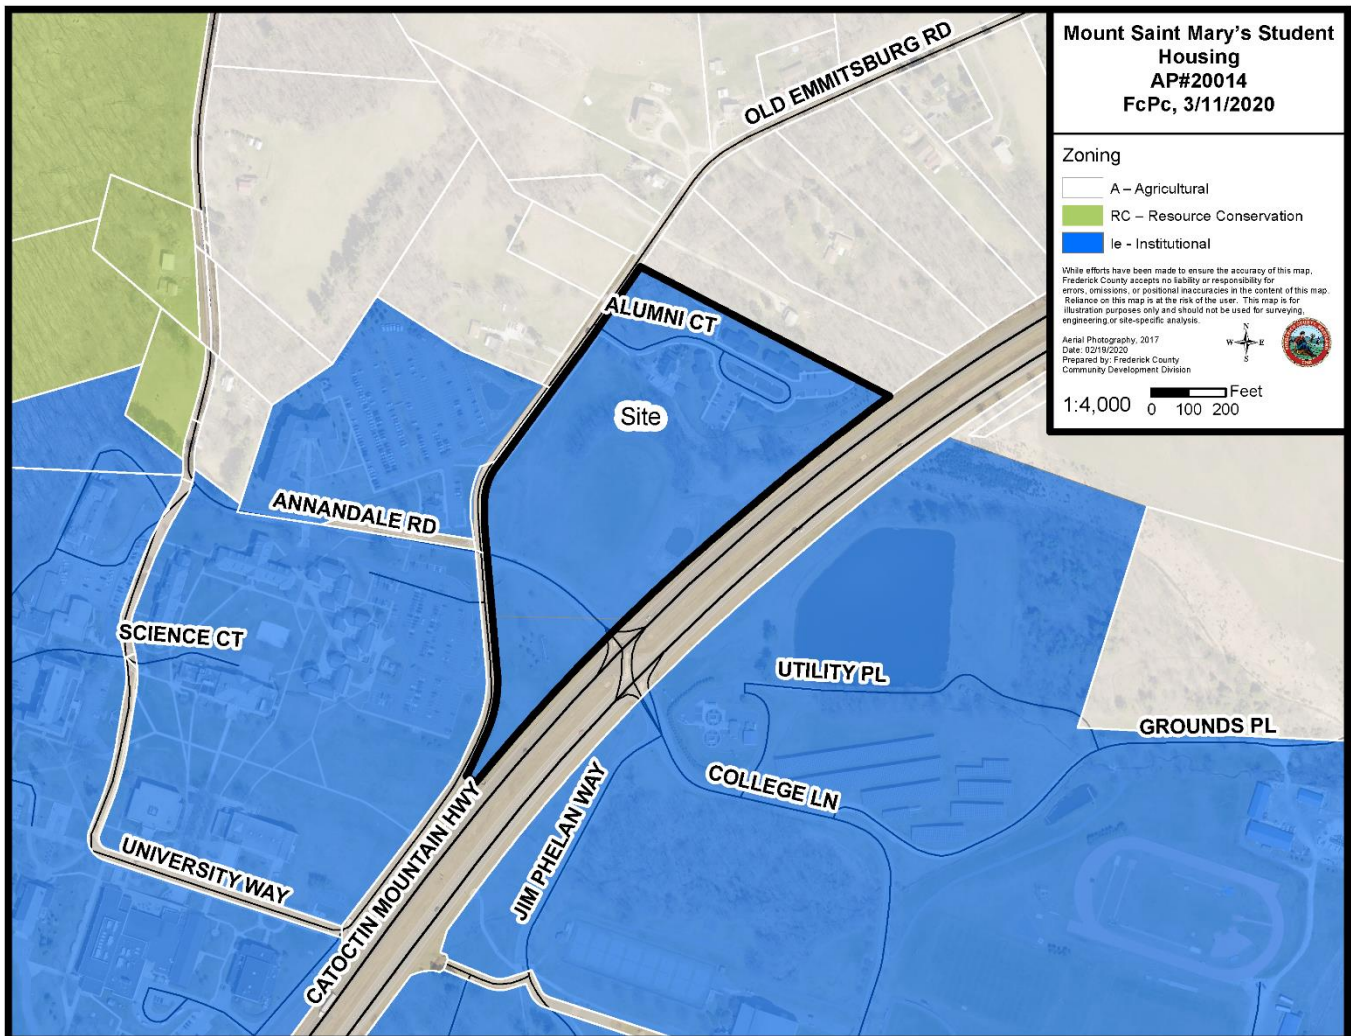 Mount Saint Mary's Student
Housing
AP#20014
FcPc, 3/11/2020
Zoning
A – Agricultural
RC – Resource Conservation
Ie - Institutional
While efforts have been made to ensure the accuracy of this map,
Frederick County accepts no liability or responsibility for
errors, omissions, or positional inaccuracies in the content of this map.
Reliance on this map is at the risk of the user. This map is for
illustration purposes only and should not be used for surveying,
engineering, or site-specific analysis.
Aerial Photography, 2017
Date: 02/19/2020
Prepared by: Frederick County
Community Development Division
N
W E
S
1:4,000
Feet
0 100 200
OLD EMMITSBURG RD
ALUMNI CT
Site
ANNANDALE RD
SCIENCE CT
UTILITY PL
GROUNDS PL
COLLEGE LN
JIM PHELAN WAY
CATOCTIN MOUNTAIN HWY
UNIVERSITY WAY